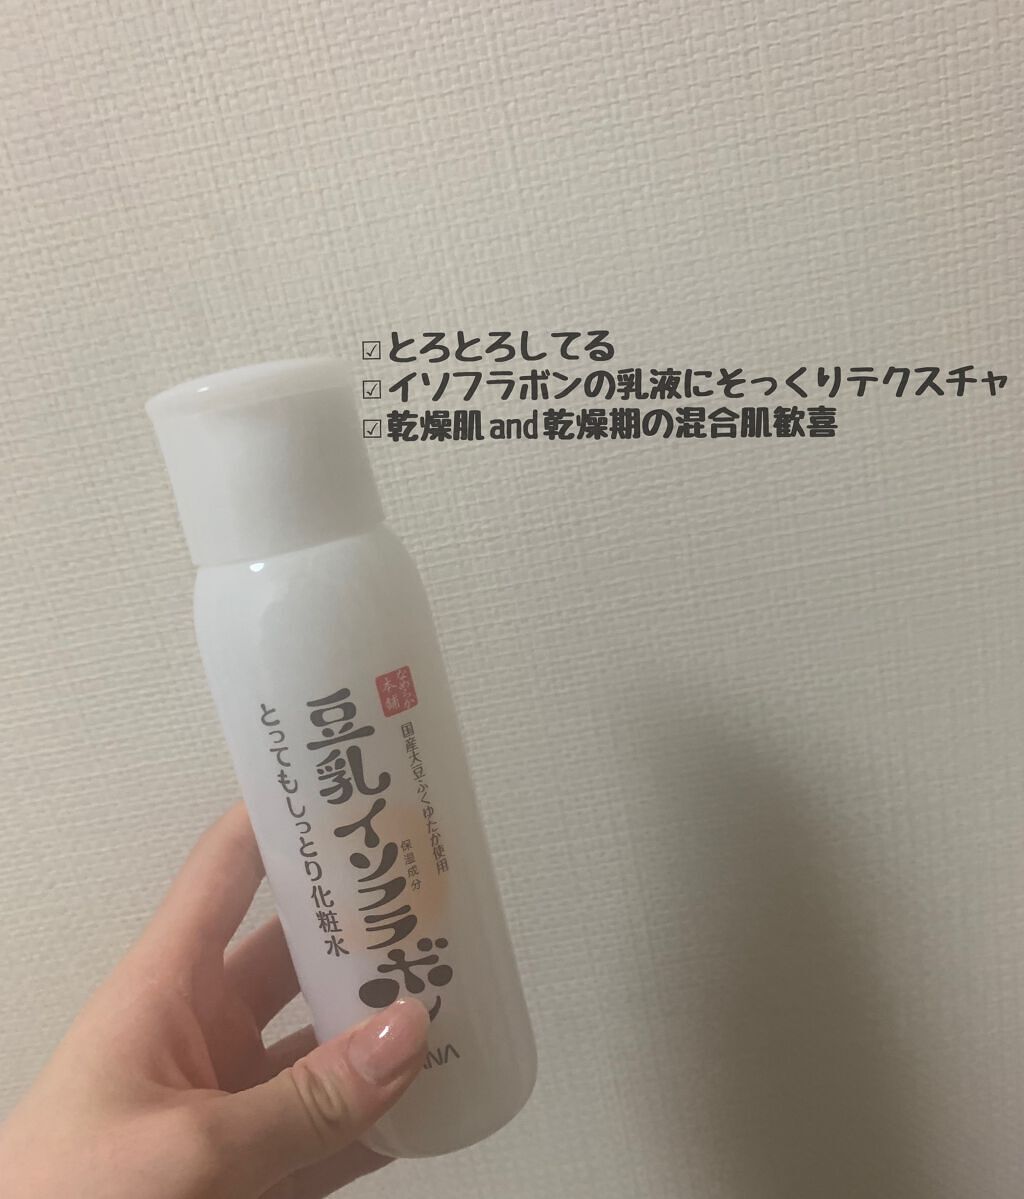 ☑とろとろしてる
☑イソフラボンの乳液にそっくりテクスチャ
☑乾燥肌and乾燥期の混合肌歓喜
なめらか
本舗
国産大豆ふくゆたか使用
保湿成分
豆乳イソフラボン
とってもしっとり化粧水